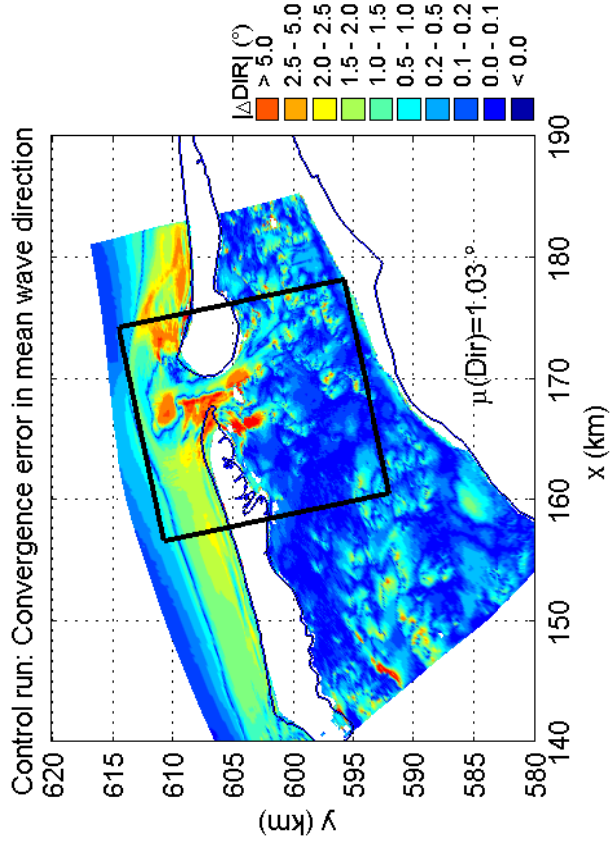 Control run: Convergence error in mean wave direction
|△DIR| (°)
> 5.0
2.5 - 5.0
2.0 - 2.5
1.5 - 2.0
1.0 - 1.5
0.5 - 1.0
0.2 - 0.5
0.1 - 0.2
0.0 - 0.1
< 0.0
y (km)
620
615
610
605
600
595
590
585
580
μ(Dir)=1.03 °
140
150
160
170
180
190
x (km)